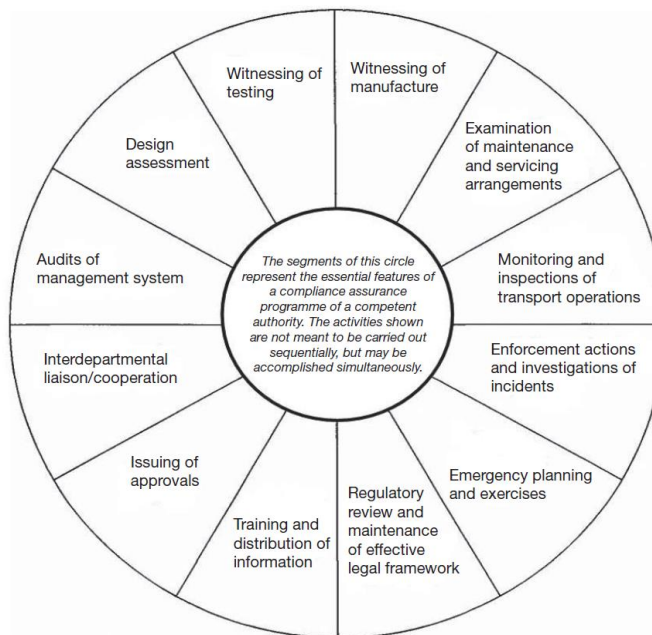 Witnessing of
testing
Witnessing of
manufacture
Examination
of maintenance
and servicing
arrangements
Monitoring and
inspections of
transport operations
Enforcement actions
and investigations of
incidents
Emergency planning
and exercises
Regulatory
review and
maintenance
of effective
legal framework
Training and
distribution of
information
Issuing of
approvals
Interdepartmental
liaison/cooperation
Audits of
management system
Design
assessment
The segments of this circle
represent the essential features of
a compliance assurance
programme of a competent
authority. The activities shown
are not meant to be carried out
sequentially, but may be
accomplished simultaneously.